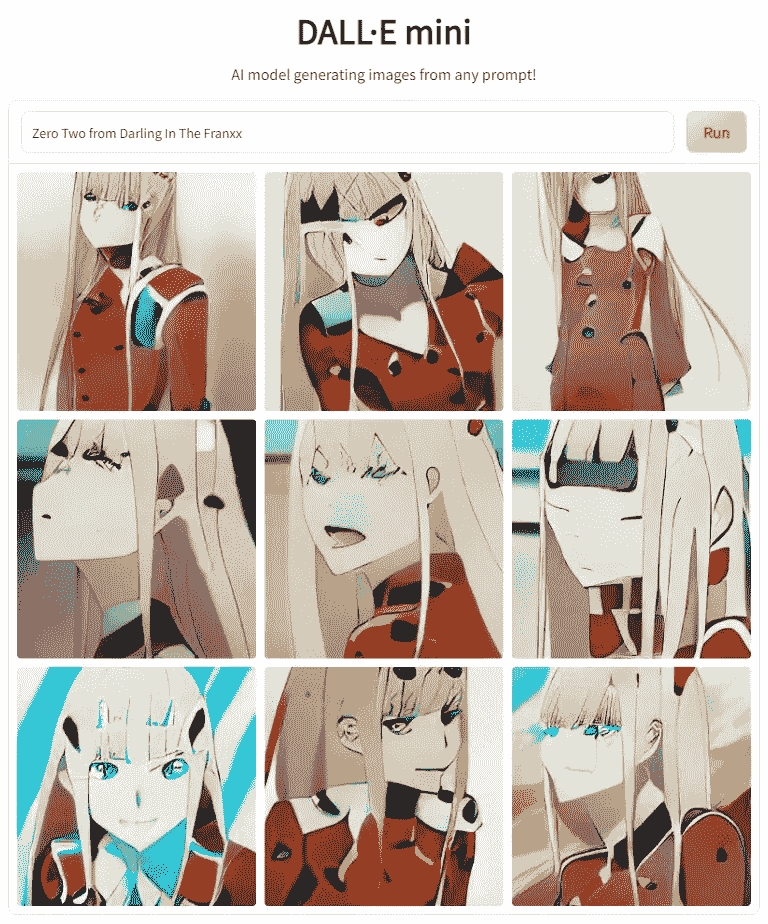 DALL·E mini
AI model generating images from any prompt!
Zero Two from Darling In The Franxx
Run